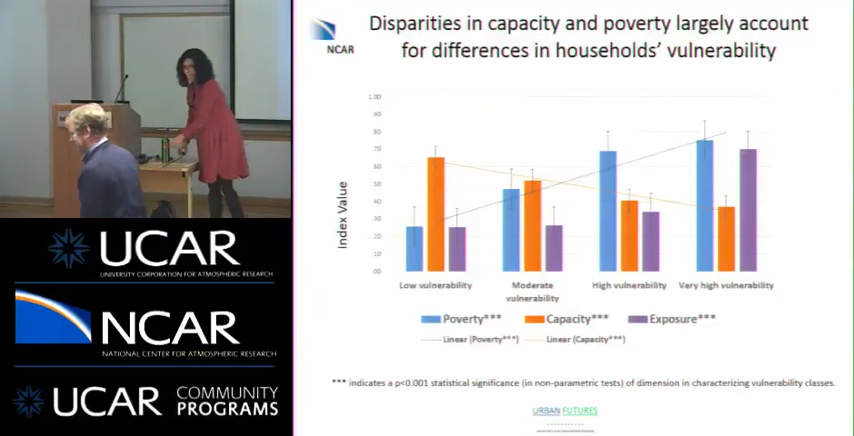 Disparities in capacity and poverty largely account
for differences in households' vulnerability
NCAR
1.00
.90
.80
.70
.60
.50
.40
.30
.20
.10
.00
Index Value
Low vulnerability
Moderate
vulnerability
High vulnerability
Very high vulnerability
Poverty***
Capacity***
Exposure***
Linear (Poverty***)
Linear (Capacity***)
*** indicates a p<0.001 statistical significance (in non-parametric tests) of dimension in characterizing vulnerability classes.
URBAN FUTURES
UCAR
UNIVERSITY CORPORATION FOR ATMOSPHERIC RESEARCH
NCAR
NATIONAL CENTER FOR ATMOSPHERIC RESEARCH
UCAR
COMMUNITY
PROGRAMS